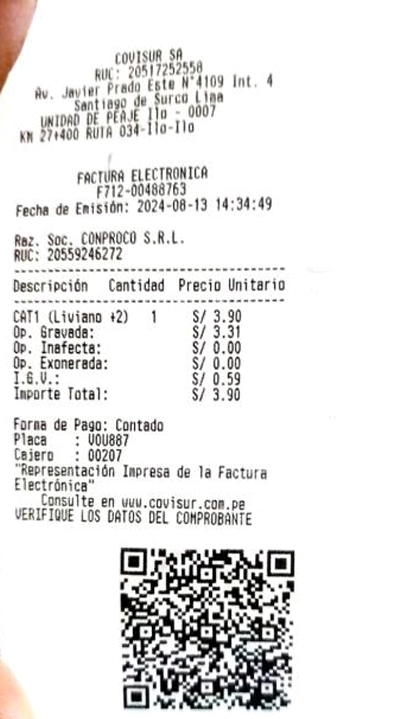 COVISUR SA
RUC: 20517252558
Av. Javier Prado Este N°4109 Int. 4
Santiago de Surco Lima
UNIDAD DE PEAJE Ilo - 0007
KM 27+400 RUTA 034-Ilo-Ilo
FACTURA ELECTRONICA
F712-00488763
Fecha de Emisión: 2024-08-13 14:34:49
Raz. Soc. CONPROCO S.R.L.
RUC: 20559246272
Descripción Cantidad Precio Unitario
CAT1 (Liviano +2) 1 S/ 3.90
Op. Gravada: S/ 3.31
Op. Inafecta: S/ 0.00
Op. Exonerada: S/ 0.00
I.G.V.: S/ 0.59
Importe Total: S/ 3.90
Forma de Pago: Contado
Placa : VOU887
Cajero : 00207
"Representación Impresa de la Factura
Electrónica"
Consulte en www.covisur.com.pe
VERIFIQUE LOS DATOS DEL COMPROBANTE